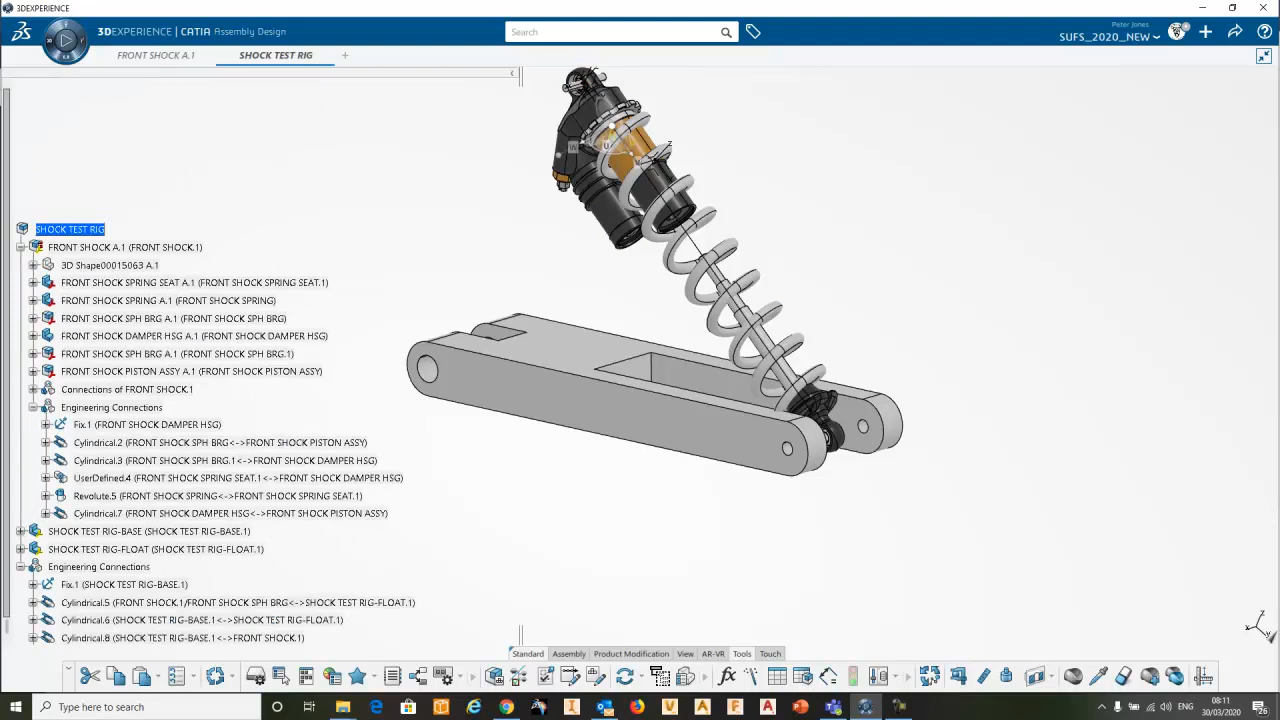 3DEXPERIENCE
3DEXPERIENCE | CATIA Assembly Design
Search
Peter Jones
SUFS_2020_NEW
FRONT SHOCK A.1
SHOCK TEST RIG
SHOCK TEST RIG
FRONT SHOCK A.1 (FRONT SHOCK.1)
3D Shape00015063 A.1
FRONT SHOCK SPRING SEAT A.1 (FRONT SHOCK SPRING SEAT.1)
FRONT SHOCK SPRING A.1 (FRONT SHOCK SPRING)
FRONT SHOCK SPH BRG A.1 (FRONT SHOCK SPH BRG)
FRONT SHOCK DAMPER HSG A.1 (FRONT SHOCK DAMPER HSG)
FRONT SHOCK SPH BRG A.1 (FRONT SHOCK SPH BRG.1)
FRONT SHOCK PISTON ASSY A.1 (FRONT SHOCK PISTON ASSY)
Connections of FRONT SHOCK.1
Engineering Connections
Fix.1 (FRONT SHOCK DAMPER HSG)
Cylindrical.2 (FRONT SHOCK SPH BRG<->FRONT SHOCK PISTON ASSY)
Cylindrical.3 (FRONT SHOCK SPH BRG.1<->FRONT SHOCK DAMPER HSG)
UserDefined.4 (FRONT SHOCK SPRING SEAT.1<->FRONT SHOCK DAMPER HSG)
Revolute.5 (FRONT SHOCK SPRING<->FRONT SHOCK SPRING SEAT.1)
Cylindrical.7 (FRONT SHOCK DAMPER HSG<->FRONT SHOCK PISTON ASSY)
SHOCK TEST RIG-BASE (SHOCK TEST RIG-BASE.1)
SHOCK TEST RIG-FLOAT (SHOCK TEST RIG-FLOAT.1)
Engineering Connections
Fix.1 (SHOCK TEST RIG-BASE.1)
Cylindrical.5 (FRONT SHOCK.1/FRONT SHOCK SPH BRG<->SHOCK TEST RIG-FLOAT.1)
Cylindrical.6 (SHOCK TEST RIG-BASE.1<->SHOCK TEST RIG-FLOAT.1)
Cylindrical.8 (SHOCK TEST RIG-BASE.1<->FRONT SHOCK.1)
Standard Assembly Product Modification View AR-VR Tools Touch
Type here to search
ENG
08:11
30/03/2020